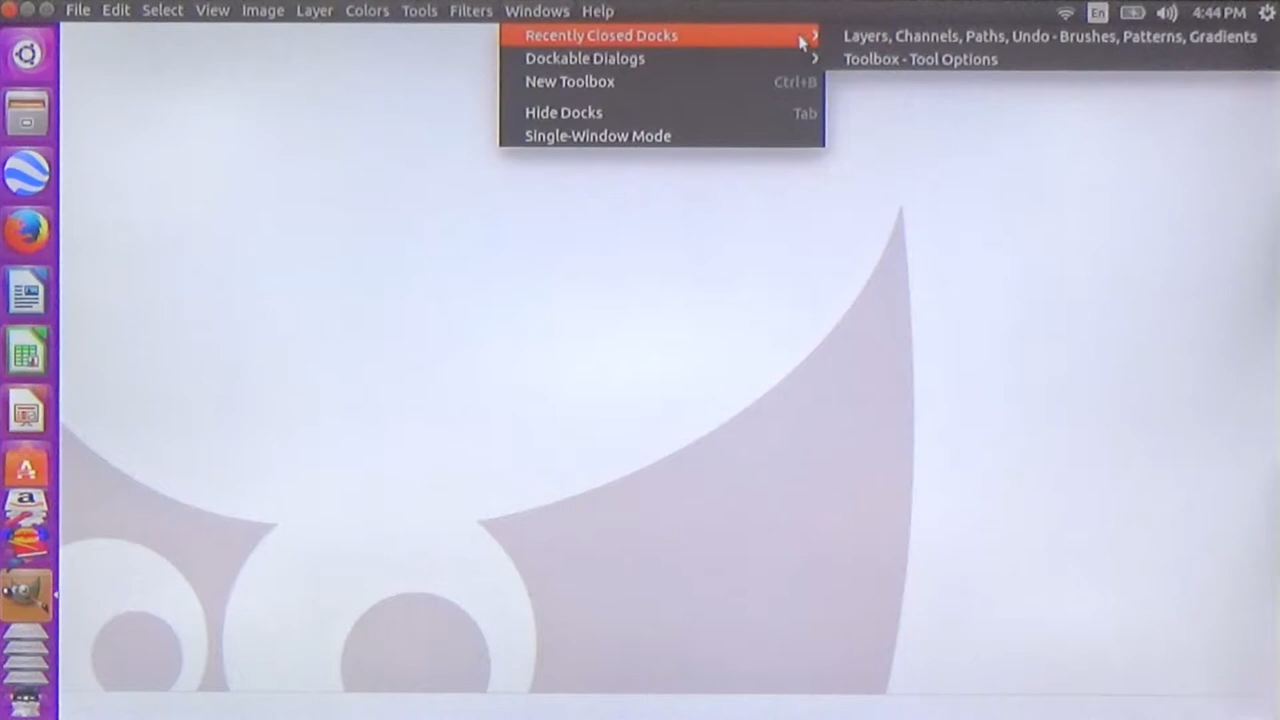 File Edit Select View Image Layer Colors Tools Filters Windows Help En 4:44 PM
Recently Closed Docks
Dockable Dialogs
New Toolbox Ctrl+B
Hide Docks Tab
Single-Window Mode
Layers, Channels, Paths, Undo - Brushes, Patterns, Gradients
Toolbox - Tool Options
A
a